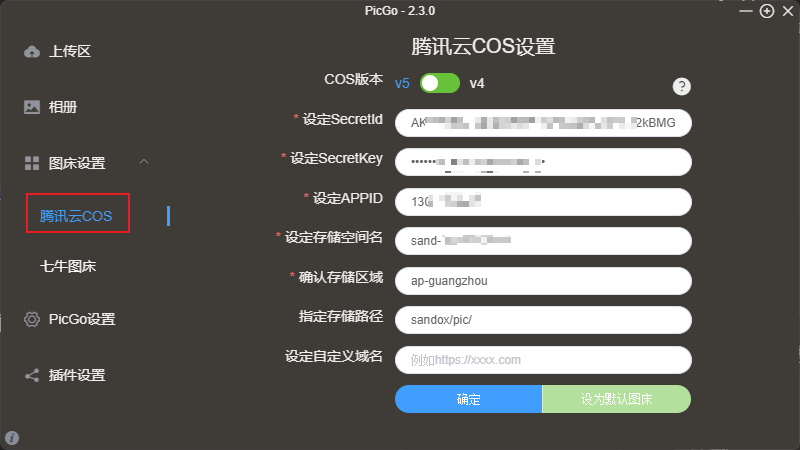 PicGo - 2.3.0
上传区
相册
图床设置
腾讯云COS
七牛图床
PicGo设置
插件设置
腾讯云COS设置
COS版本 v5 v4
?
* 设定SecretId AK 2kBMG
* 设定SecretKey
* 设定APPID 130
* 设定存储空间名 sand-
* 确认存储区域 ap-guangzhou
指定存储路径 sandox/pic/
设定自定义域名 例如https://xxxx.com
确定 设为默认图床